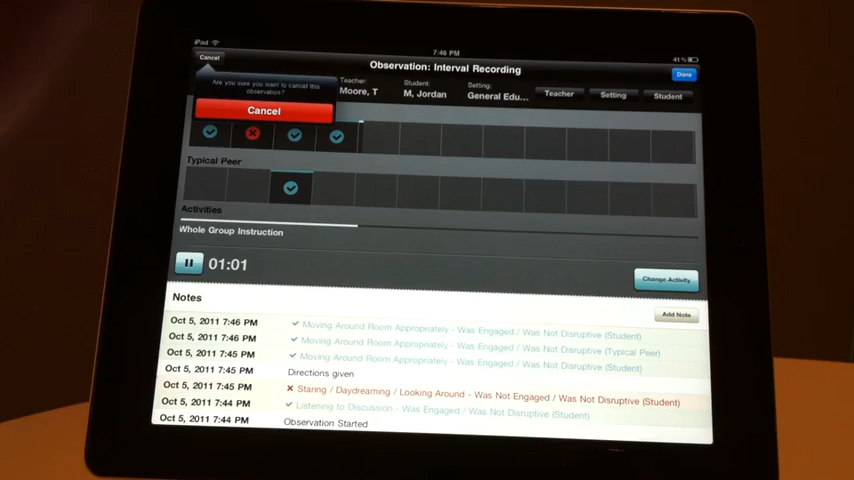 iPad
7:46 PM
41%
Cancel
Observation: Interval Recording
Done
Are you sure you want to cancel this
observation?
Cancel
Teacher:
Moore, T
Student:
M, Jordan
Setting:
General Edu...
Teacher
Setting
Student
Typical Peer
Activities
Whole Group Instruction
01:01
Change Activity
Notes
Add Note
Oct 5, 2011 7:46 PM Moving Around Room Appropriately - Was Engaged / Was Not Disruptive (Student)
Oct 5, 2011 7:46 PM Moving Around Room Appropriately - Was Engaged / Was Not Disruptive (Typical Peer)
Oct 5, 2011 7:45 PM Moving Around Room Appropriately - Was Engaged / Was Not Disruptive (Student)
Oct 5, 2011 7:45 PM Directions given
Oct 5, 2011 7:45 PM Staring / Daydreaming / Looking Around - Was Not Engaged / Was Not Disruptive (Student)
Oct 5, 2011 7:44 PM Listening to Discussion - Was Engaged / Was Not Disruptive (Student)
Oct 5, 2011 7:44 PM Observation Started